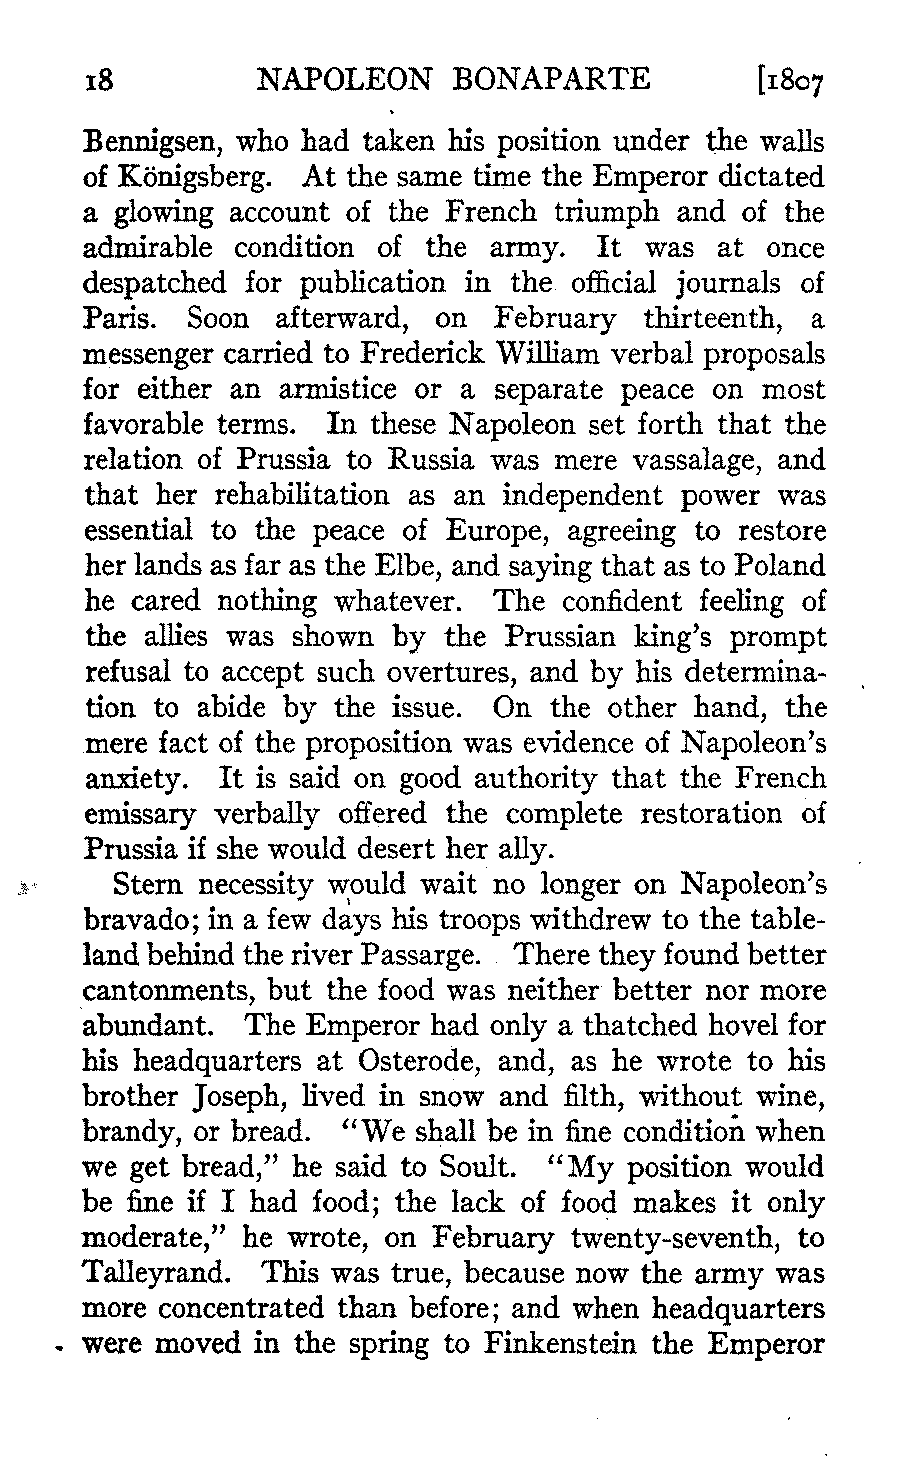 18 NAPOLEON BONAPARTE [1807
Bennigsen, who had taken his position under the walls
of Königsberg. At the same time the Emperor dictated
a glowing account of the French triumph and of the
admirable condition of the army. It was at once
despatched for publication in the official journals of
Paris. Soon afterward, on February thirteenth, a
messenger carried to Frederick William verbal proposals
for either an armistice or a separate peace on most
favorable terms. In these Napoleon set forth that the
relation of Prussia to Russia was mere vassalage, and
that her rehabilitation as an independent power was
essential to the peace of Europe, agreeing to restore
her lands as far as the Elbe, and saying that as to Poland
he cared nothing whatever. The confident feeling of
the allies was shown by the Prussian king's prompt
refusal to accept such overtures, and by his determina-
tion to abide by the issue. On the other hand, the
mere fact of the proposition was evidence of Napoleon's
anxiety. It is said on good authority that the French
emissary verbally offered the complete restoration of
Prussia if she would desert her ally.
Stern necessity would wait no longer on Napoleon's
bravado; in a few days his troops withdrew to the table-
land behind the river Passarge. There they found better
cantonments, but the food was neither better nor more
abundant. The Emperor had only a thatched hovel for
his headquarters at Osterode, and, as he wrote to his
brother Joseph, lived in snow and filth, without wine,
brandy, or bread. "We shall be in fine condition when
we get bread," he said to Soult. "My position would
be fine if I had food; the lack of food makes it only
moderate," he wrote, on February twenty-seventh, to
Talleyrand. This was true, because now the army was
more concentrated than before; and when headquarters
were moved in the spring to Finkenstein the Emperor